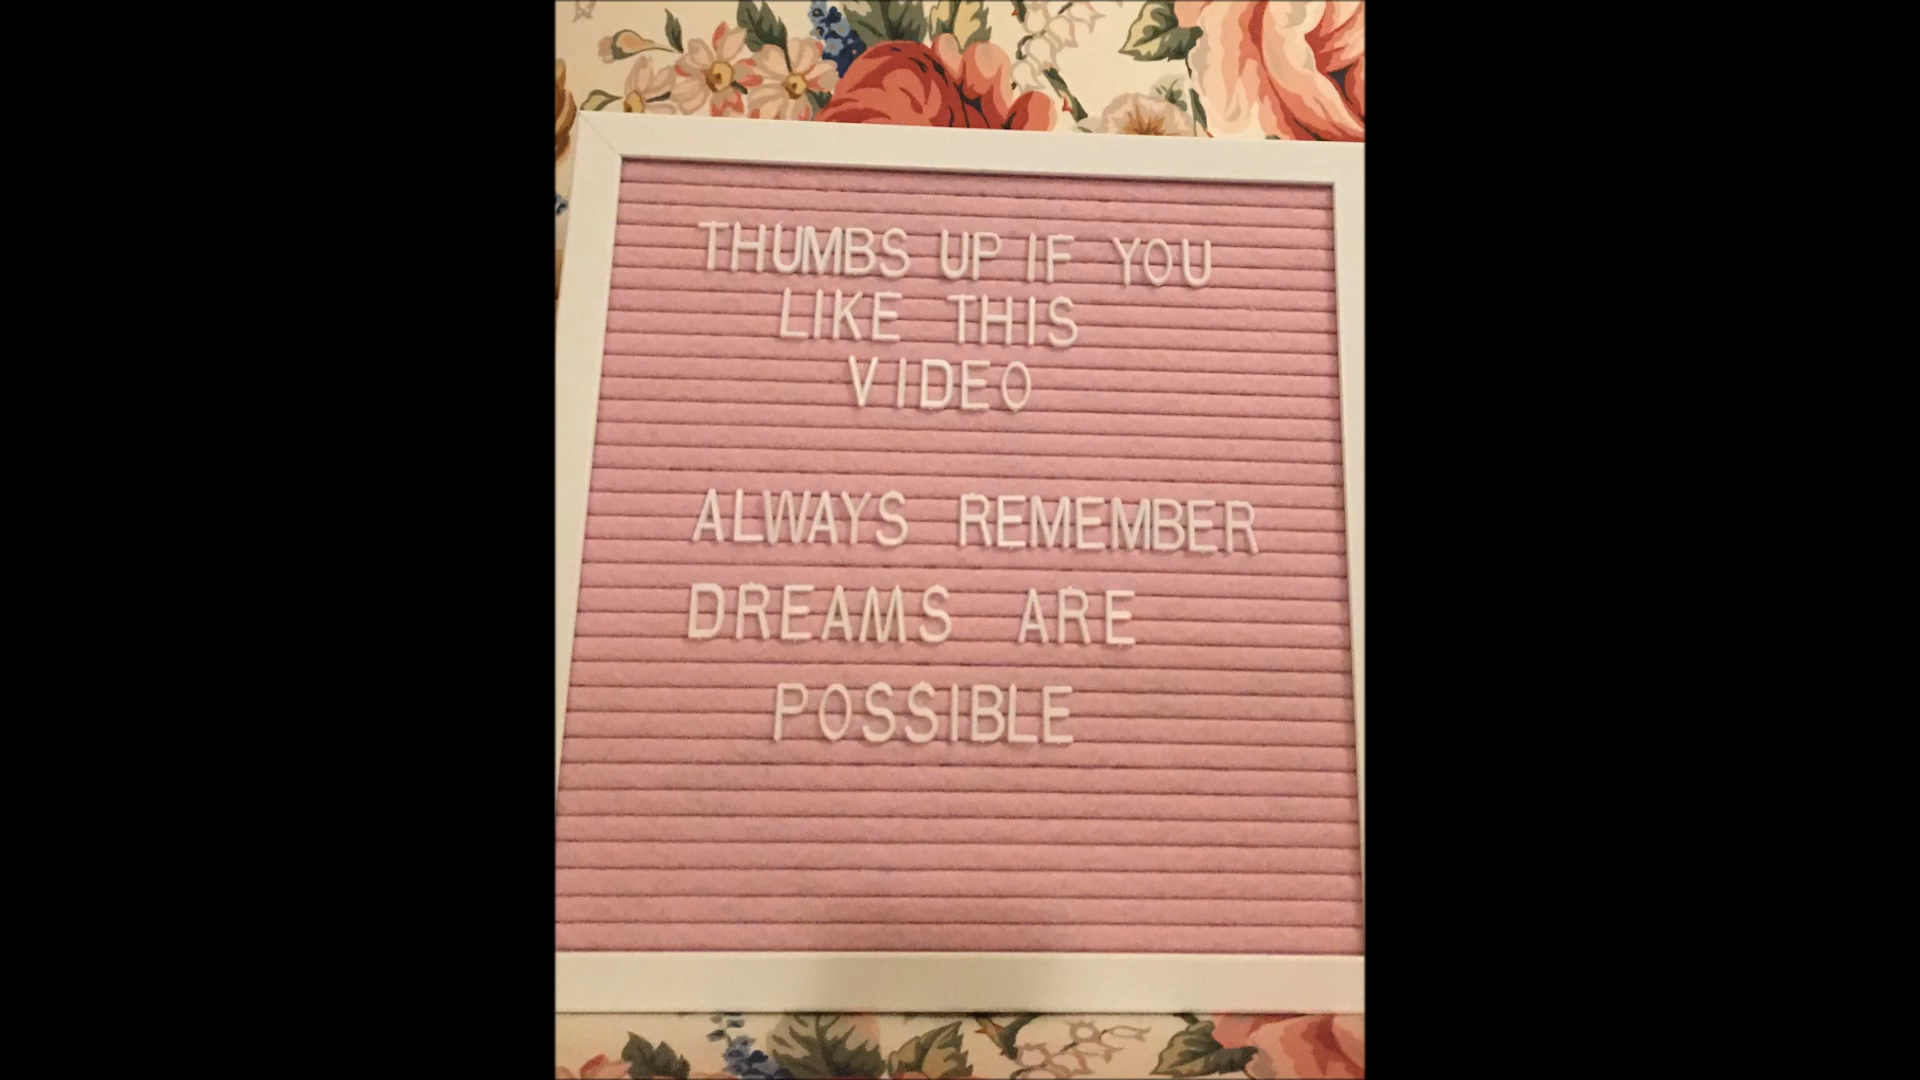 THUMBS UP IF YOU
LIKE THIS
VIDEO
ALWAYS REMEMBER
DREAMS ARE
POSSIBLE